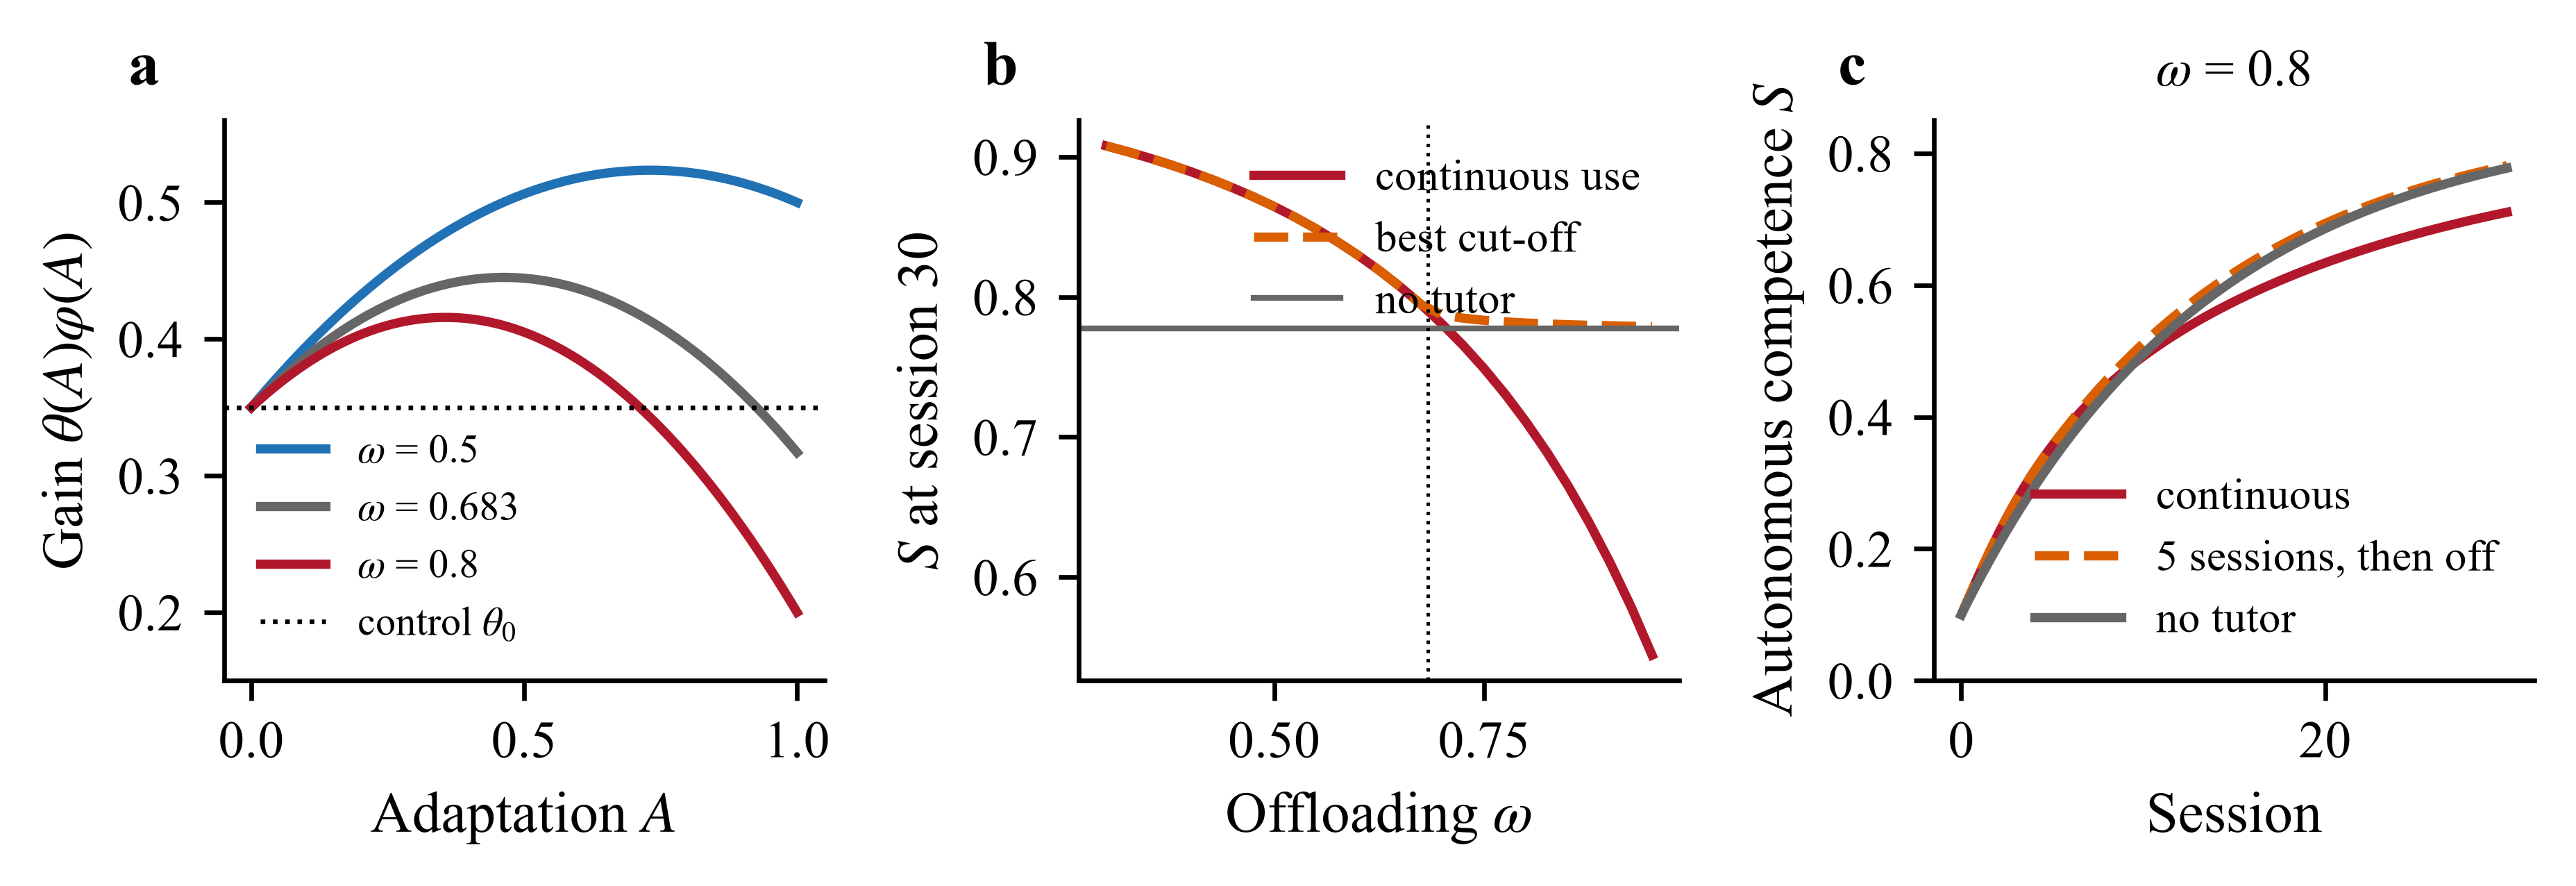 a
Gain θ(A)φ(A)
0.5
0.4
0.3
0.2
ω = 0.5
ω = 0.683
ω = 0.8
control θ₀
0.0 0.5 1.0
Adaptation A
b
S at session 30
0.9
0.8
0.7
0.6
continuous use
best cut-off
no tutor
0.50 0.75
Offloading ω
c
ω = 0.8
Autonomous competence S
0.8
0.6
0.4
0.2
0.0
continuous
5 sessions, then off
no tutor
0 20
Session